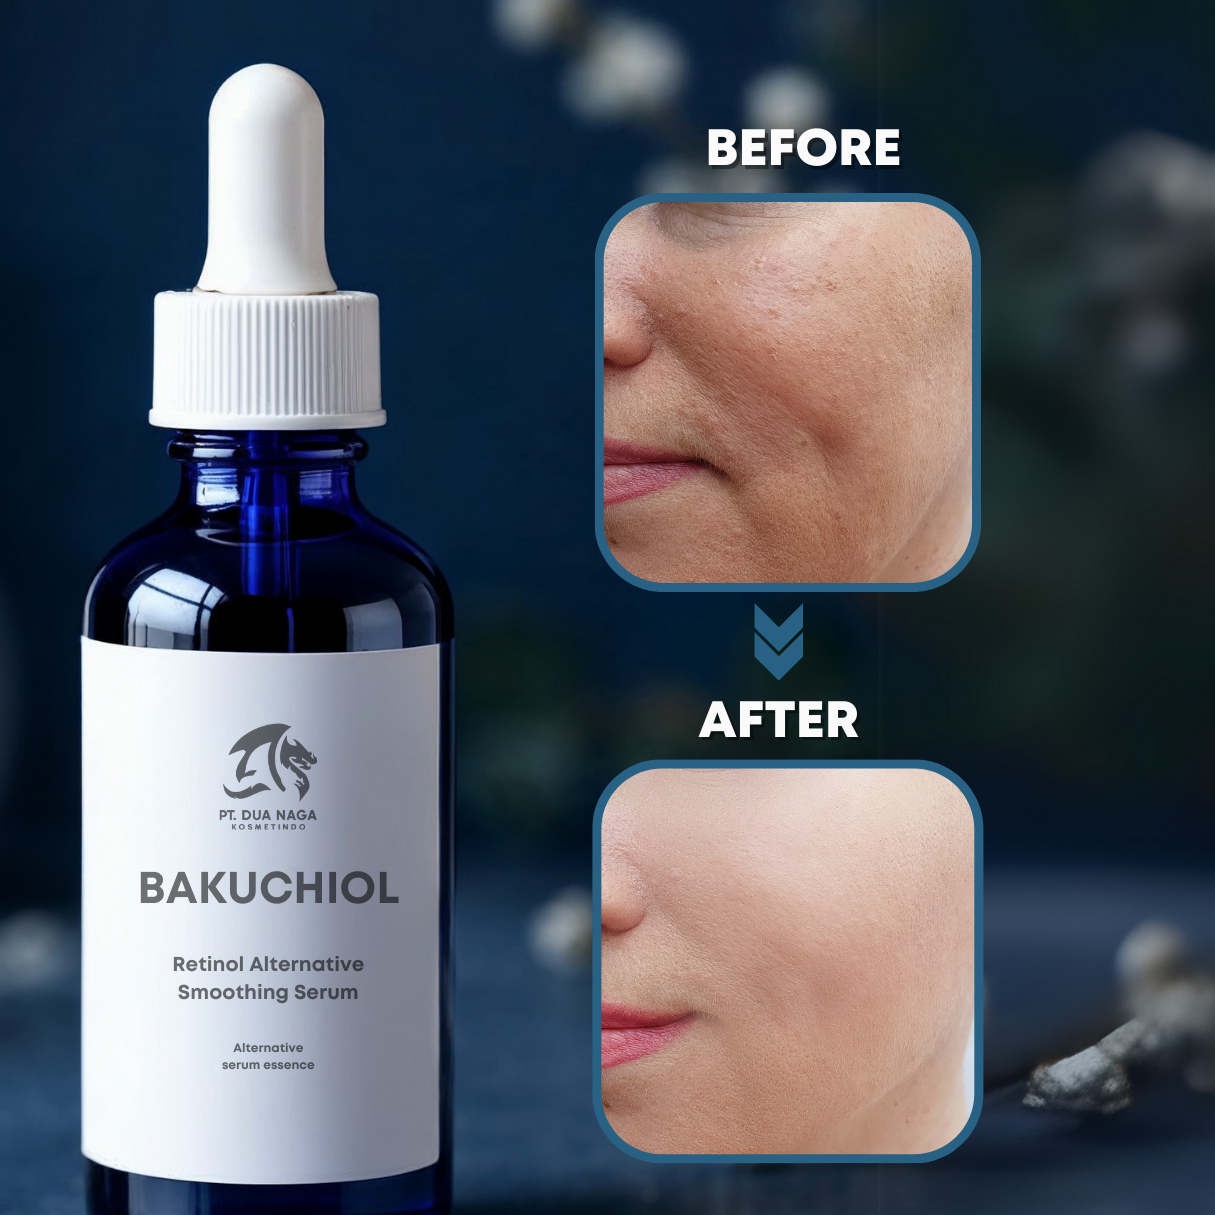 BEFORE
AFTER
PT. DUA NAGA
KOSMETINDO
BAKUCHIOL
Retinol Alternative
Smoothing Serum
Alternative
serum essence